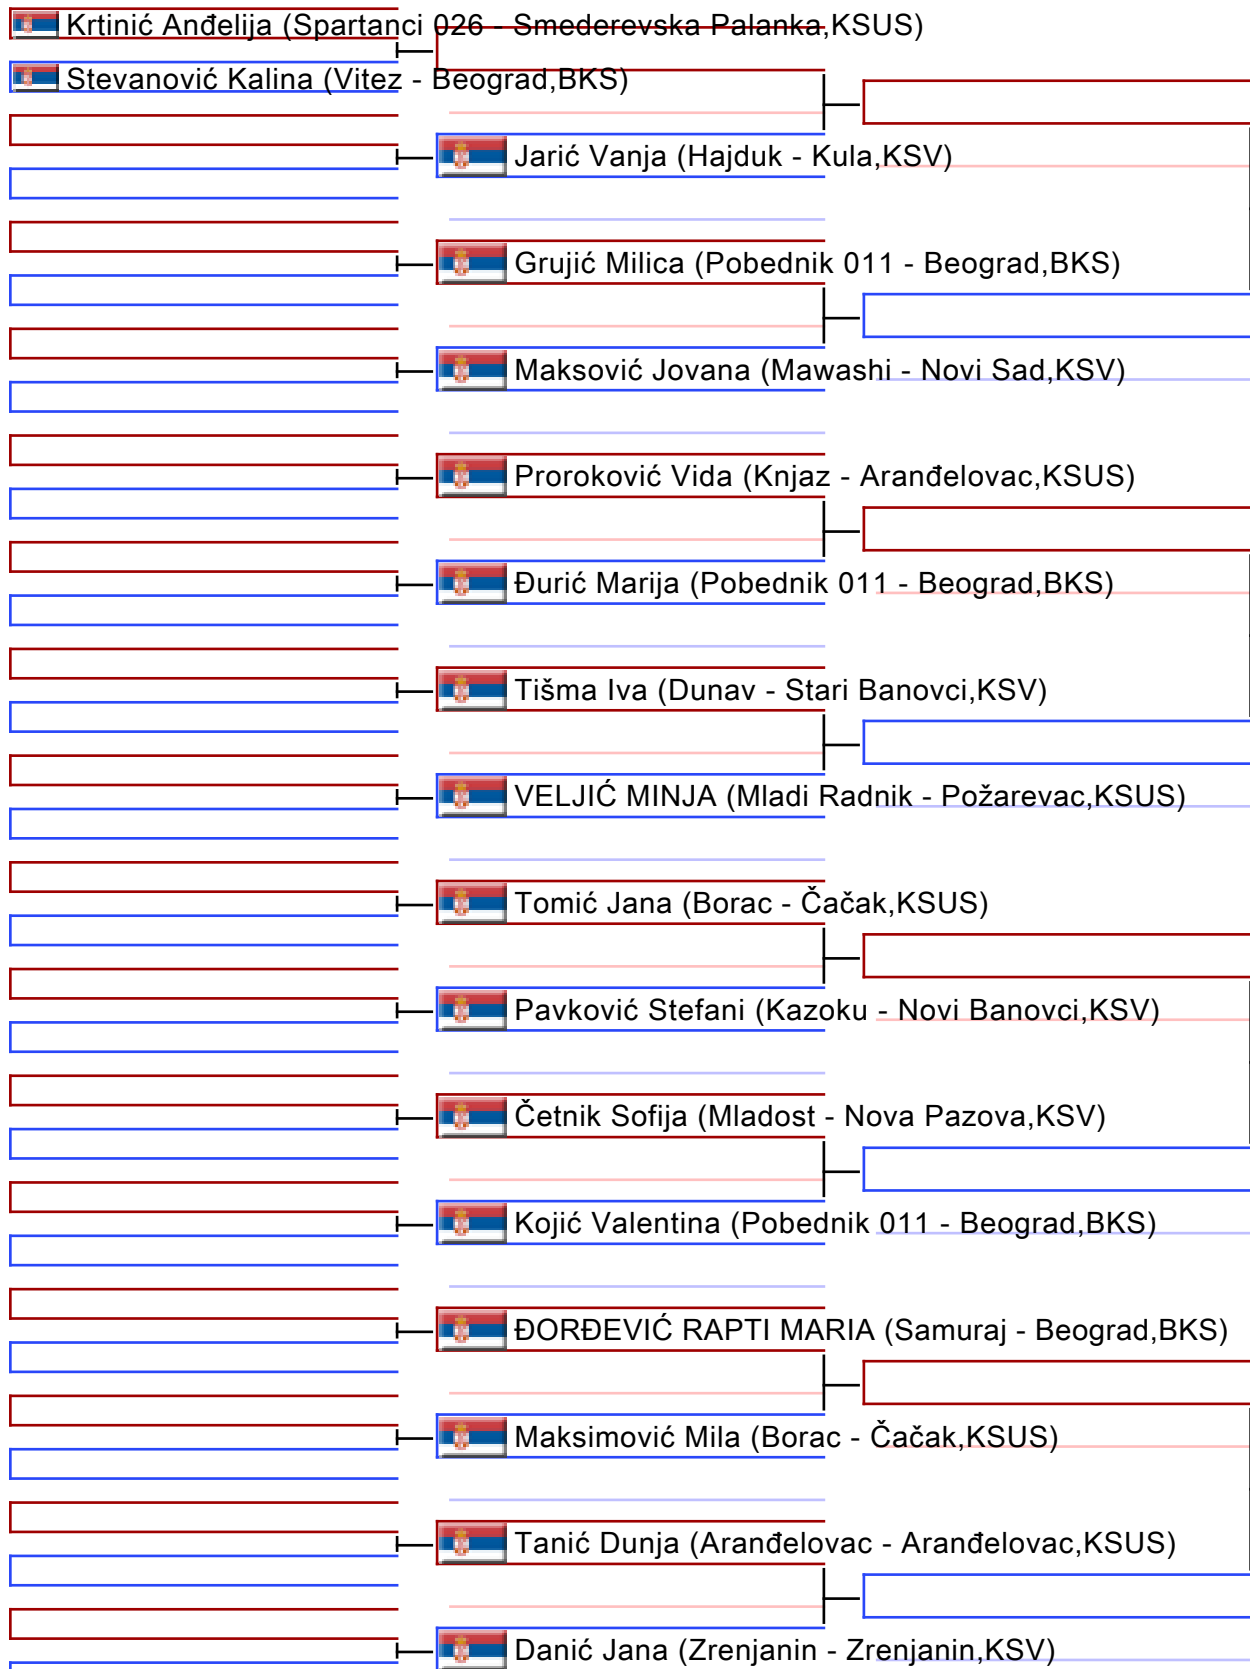 Krtinić Anđelija (Spartanci 026 - Smederevska Palanka,KSUS)
Stevanović Kalina (Vitez - Beograd,BKS)
Jarić Vanja (Hajduk - Kula,KSV)
Grujić Milica (Pobednik 011 - Beograd,BKS)
Maksović Jovana (Mawashi - Novi Sad,KSV)
Proroković Vida (Knjaz - Aranđelovac,KSUS)
Đurić Marija (Pobednik 011 - Beograd,BKS)
Tišma Iva (Dunav - Stari Banovci,KSV)
VELJIĆ MINJA (Mladi Radnik - Požarevac,KSUS)
Tomić Jana (Borac - Čačak,KSUS)
Pavković Stefani (Kazoku - Novi Banovci,KSV)
Četnik Sofija (Mladost - Nova Pazova,KSV)
Kojić Valentina (Pobednik 011 - Beograd,BKS)
ĐORĐEVIĆ RAPTI MARIA (Samuraj - Beograd,BKS)
Maksimović Mila (Borac - Čačak,KSUS)
Tanić Dunja (Aranđelovac - Aranđelovac,KSUS)
Danić Jana (Zrenjanin - Zrenjanin,KSV)